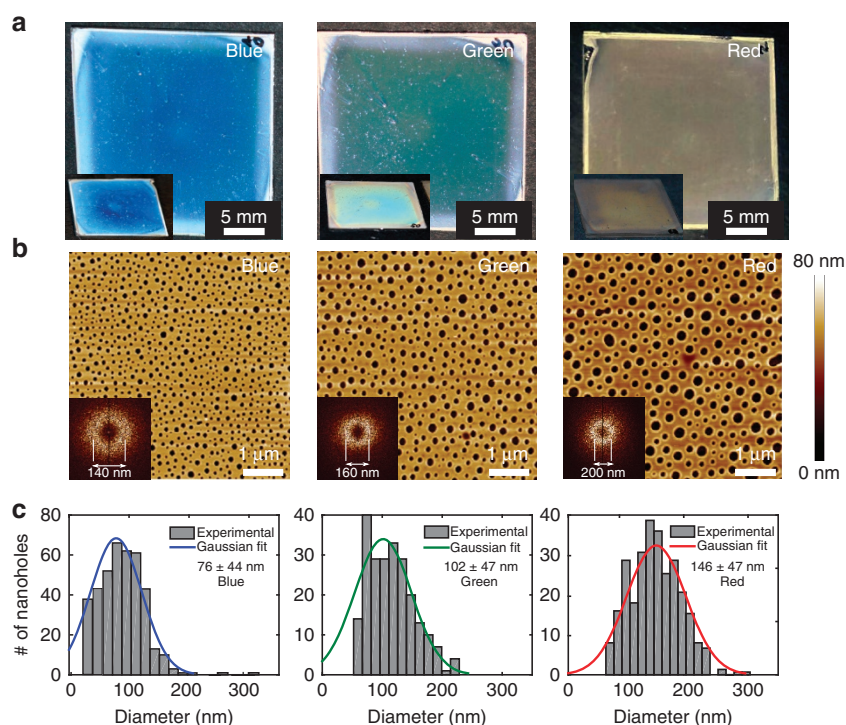 a
Blue
Green
Red
5 mm
5 mm
5 mm
b
Blue
Green
Red
80 nm
0 nm
140 nm
1 μm
160 nm
1 μm
200 nm
1 μm
c
80
60
40
20
0
# of nanoholes
Experimental
Gaussian fit
76 ± 44 nm
Blue
0 100 200 300
Diameter (nm)
40
30
20
10
0
Experimental
Gaussian fit
102 ± 47 nm
Green
0 100 200 300
Diameter (nm)
40
30
20
10
0
Experimental
Gaussian fit
146 ± 47 nm
Red
0 100 200 300
Diameter (nm)